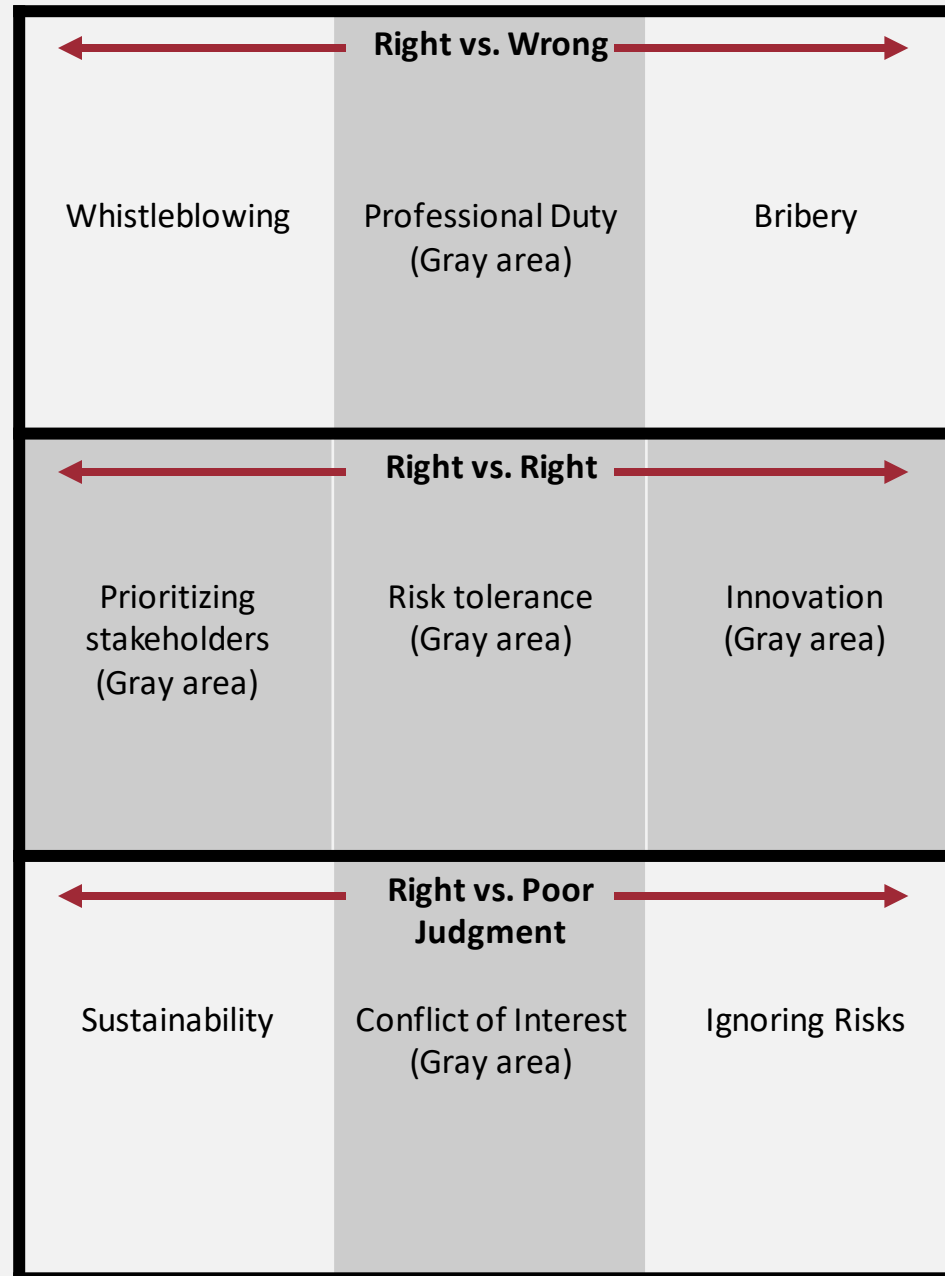 Right vs. Wrong
Whistleblowing
Professional Duty
(Gray area)
Bribery
Right vs. Right
Prioritizing
stakeholders
(Gray area)
Risk tolerance
(Gray area)
Innovation
(Gray area)
Right vs. Poor
Judgment
Sustainability
Conflict of Interest
(Gray area)
Ignoring Risks